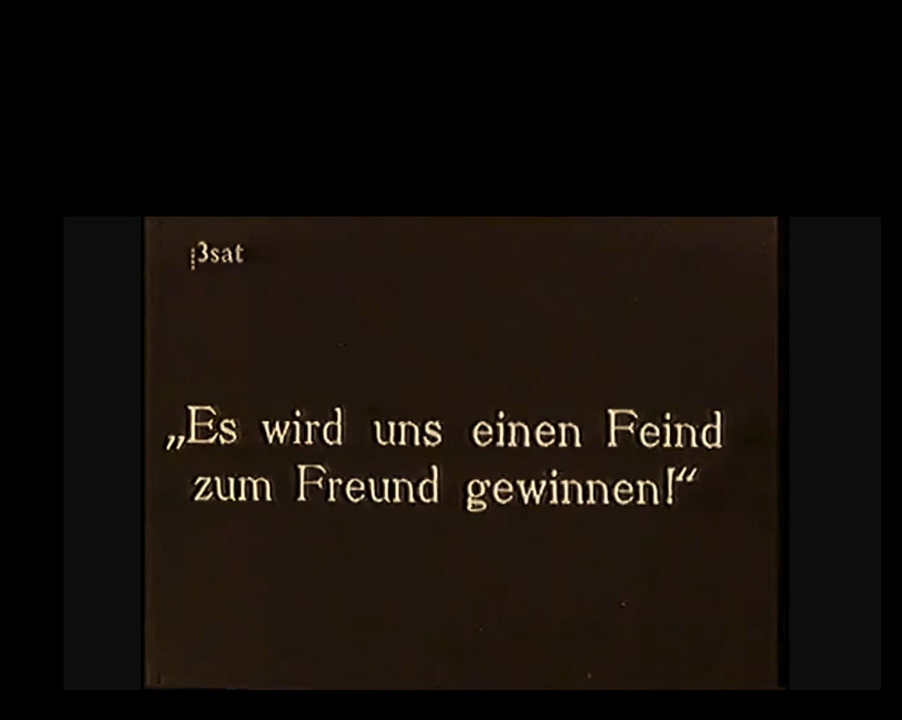 3sat
„Es wird uns einen Feind
zum Freund gewinnen!“